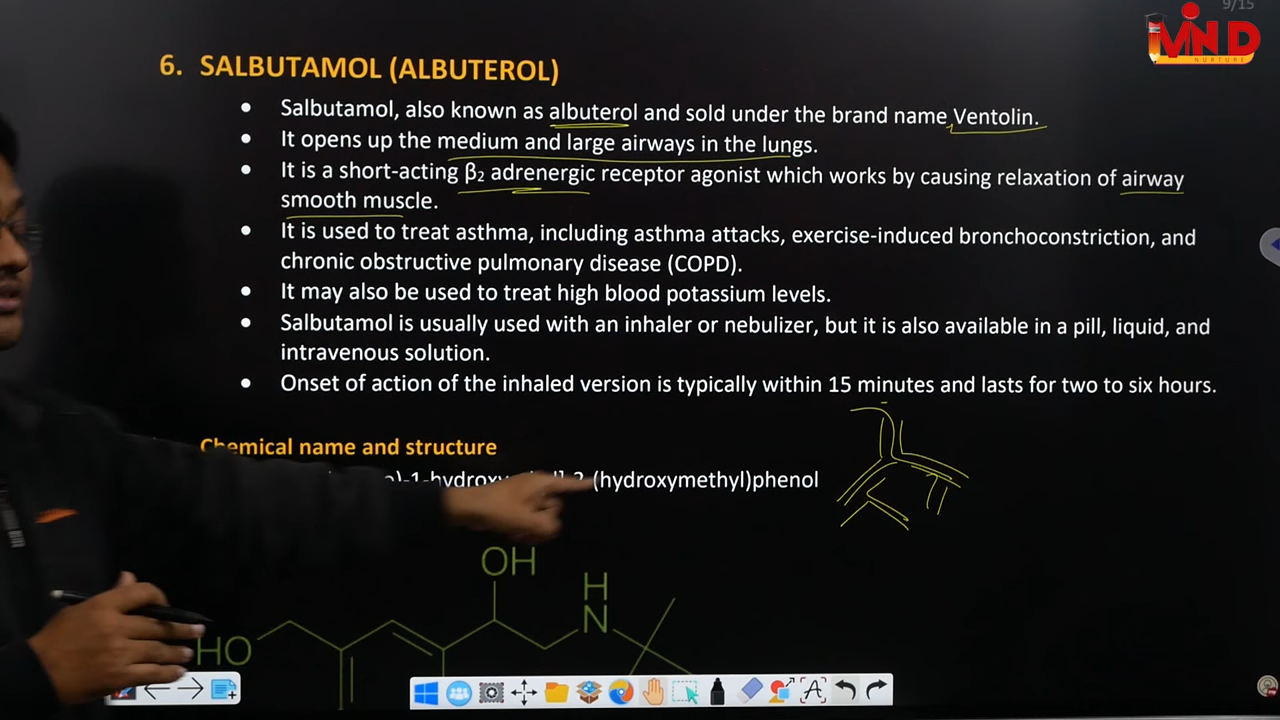 9/15
MIND
NURTURE
6. SALBUTAMOL (ALBUTEROL)
• Salbutamol, also known as albuterol and sold under the brand name Ventolin.
• It opens up the medium and large airways in the lungs.
• It is a short-acting β₂ adrenergic receptor agonist which works by causing relaxation of airway
smooth muscle.
• It is used to treat asthma, including asthma attacks, exercise-induced bronchoconstriction, and
chronic obstructive pulmonary disease (COPD).
• It may also be used to treat high blood potassium levels.
• Salbutamol is usually used with an inhaler or nebulizer, but it is also available in a pill, liquid, and
intravenous solution.
• Onset of action of the inhaled version is typically within 15 minutes and lasts for two to six hours.
Chemical name and structure
-1-hydroxy (hydroxymethyl)phenol
OH
H
N
HO
A